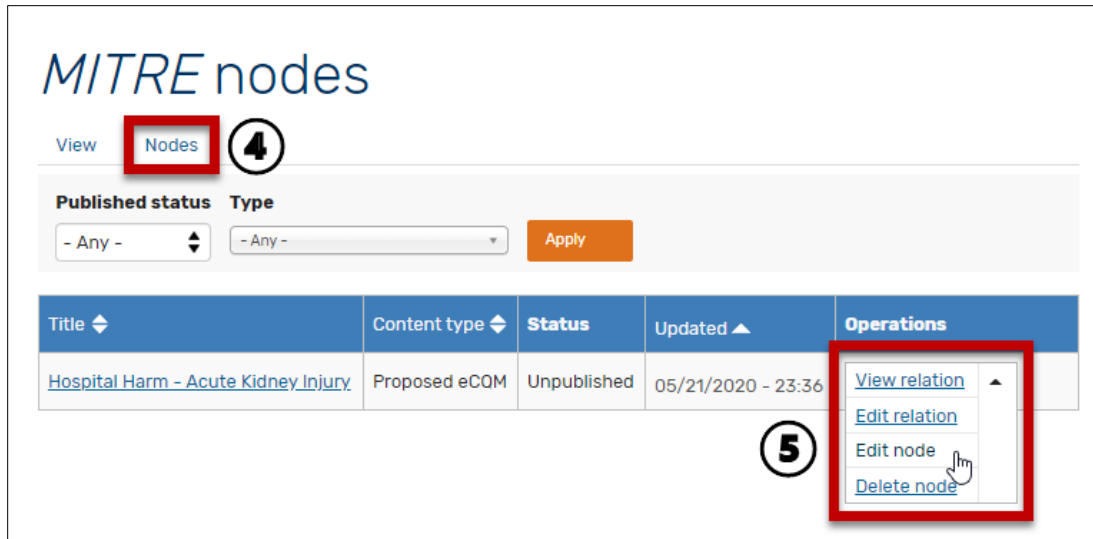 MITRE nodes
View Nodes 4
Published status Type
- Any - - Any - Apply
Title Content type Status Updated Operations
Hospital Harm - Acute Kidney Injury Proposed eCQM Unpublished 05/21/2020 - 23:36 View relation
Edit relation
5 Edit node
Delete node